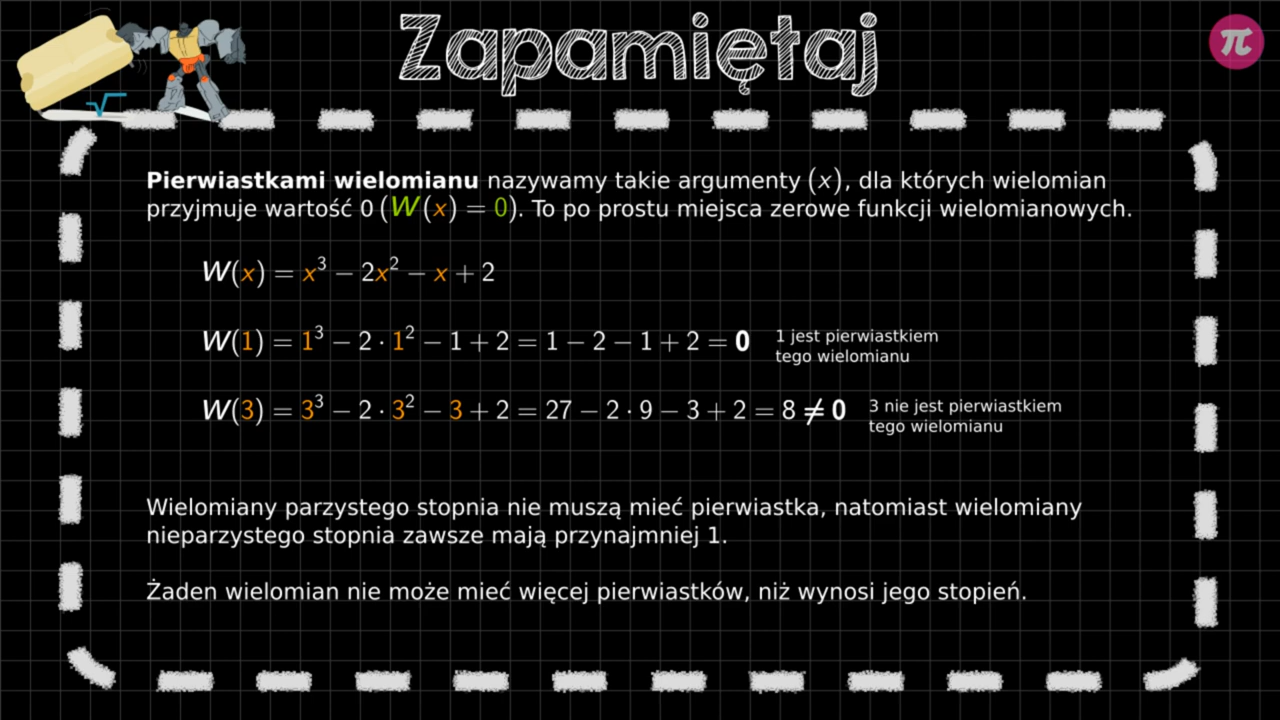 Zapamiętaj
π
√
Pierwiastkami wielomianu nazywamy takie argumenty (x), dla których wielomian
przyjmuje wartość 0 (W(x) = 0). To po prostu miejsca zerowe funkcji wielomianowych.
W(x) = x³ − 2x² − x + 2
W(1) = 1³ − 2 · 1² − 1 + 2 = 1 − 2 − 1 + 2 = 0
1 jest pierwiastkiem
tego wielomianu
W(3) = 3³ − 2 · 3² − 3 + 2 = 27 − 2 · 9 − 3 + 2 = 8 ≠ 0
3 nie jest pierwiastkiem
tego wielomianu
Wielomiany parzystego stopnia nie muszą mieć pierwiastka, natomiast wielomiany
nieparzystego stopnia zawsze mają przynajmniej 1.
Żaden wielomian nie może mieć więcej pierwiastków, niż wynosi jego stopień.